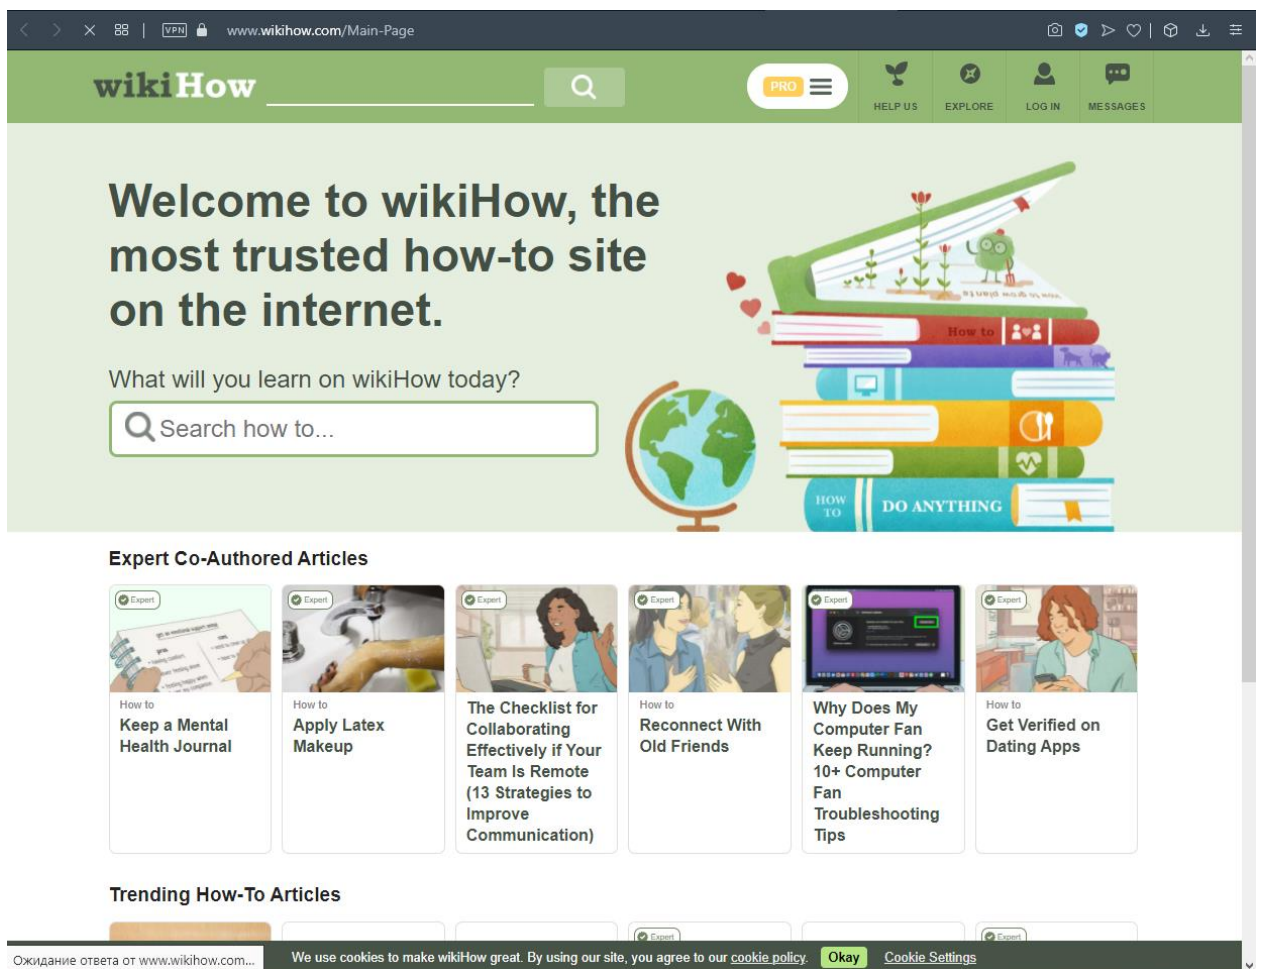 VPN
www.wikihow.com/Main-Page
wikiHow
PRO
HELP US
EXPLORE
LOG IN
MESSAGES
Welcome to wikiHow, the
most trusted how-to site
on the internet.
What will you learn on wikiHow today?
Search how to...
how to grow plants
How to
HOW
TO
DO ANYTHING
Expert Co-Authored Articles
Expert
Expert
Expert
Expert
Expert
Expert
How to
Keep a Mental
Health Journal
How to
Apply Latex
Makeup
The Checklist for
Collaborating
Effectively if Your
Team Is Remote
(13 Strategies to
Improve
Communication)
How to
Reconnect With
Old Friends
Why Does My
Computer Fan
Keep Running?
10+ Computer
Fan
Troubleshooting
Tips
How to
Get Verified on
Dating Apps
Trending How-To Articles
Expert
Expert
Ожидание ответа от www.wikihow.com...
We use cookies to make wikiHow great. By using our site, you agree to our cookie policy.
Okay
Cookie Settings